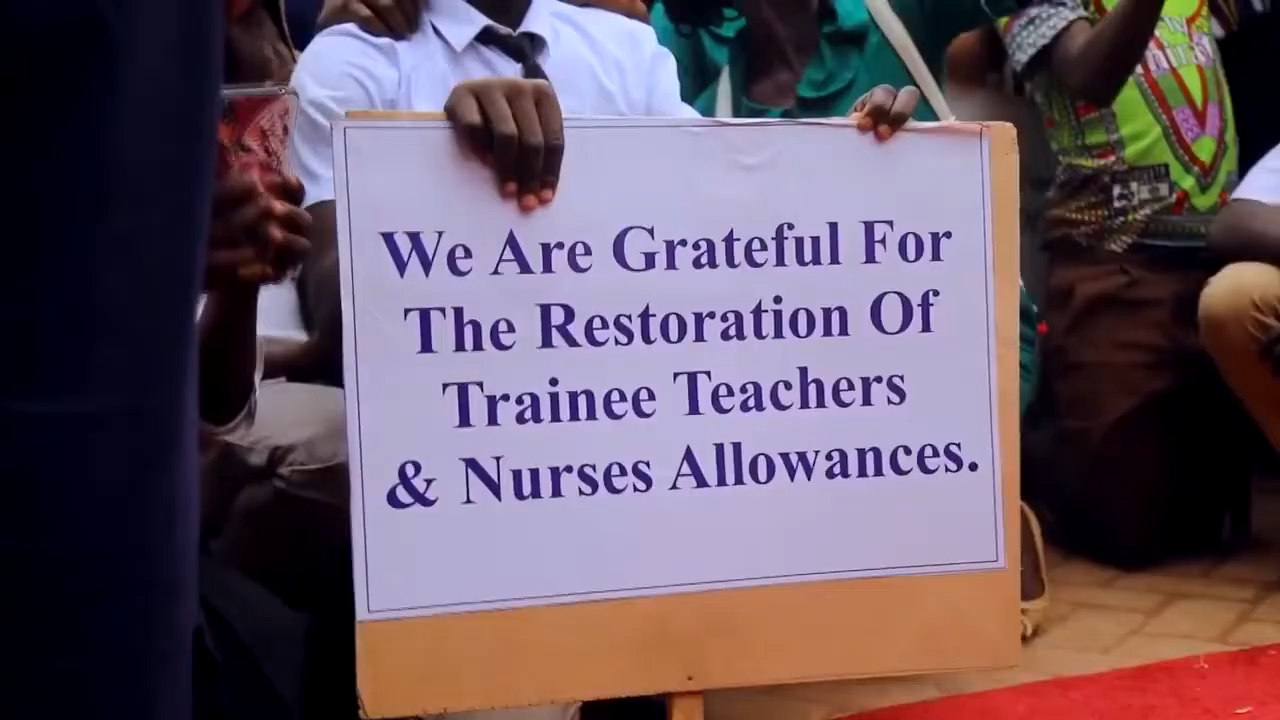 We Are Grateful For
The Restoration Of
Trainee Teachers
& Nurses Allowances.